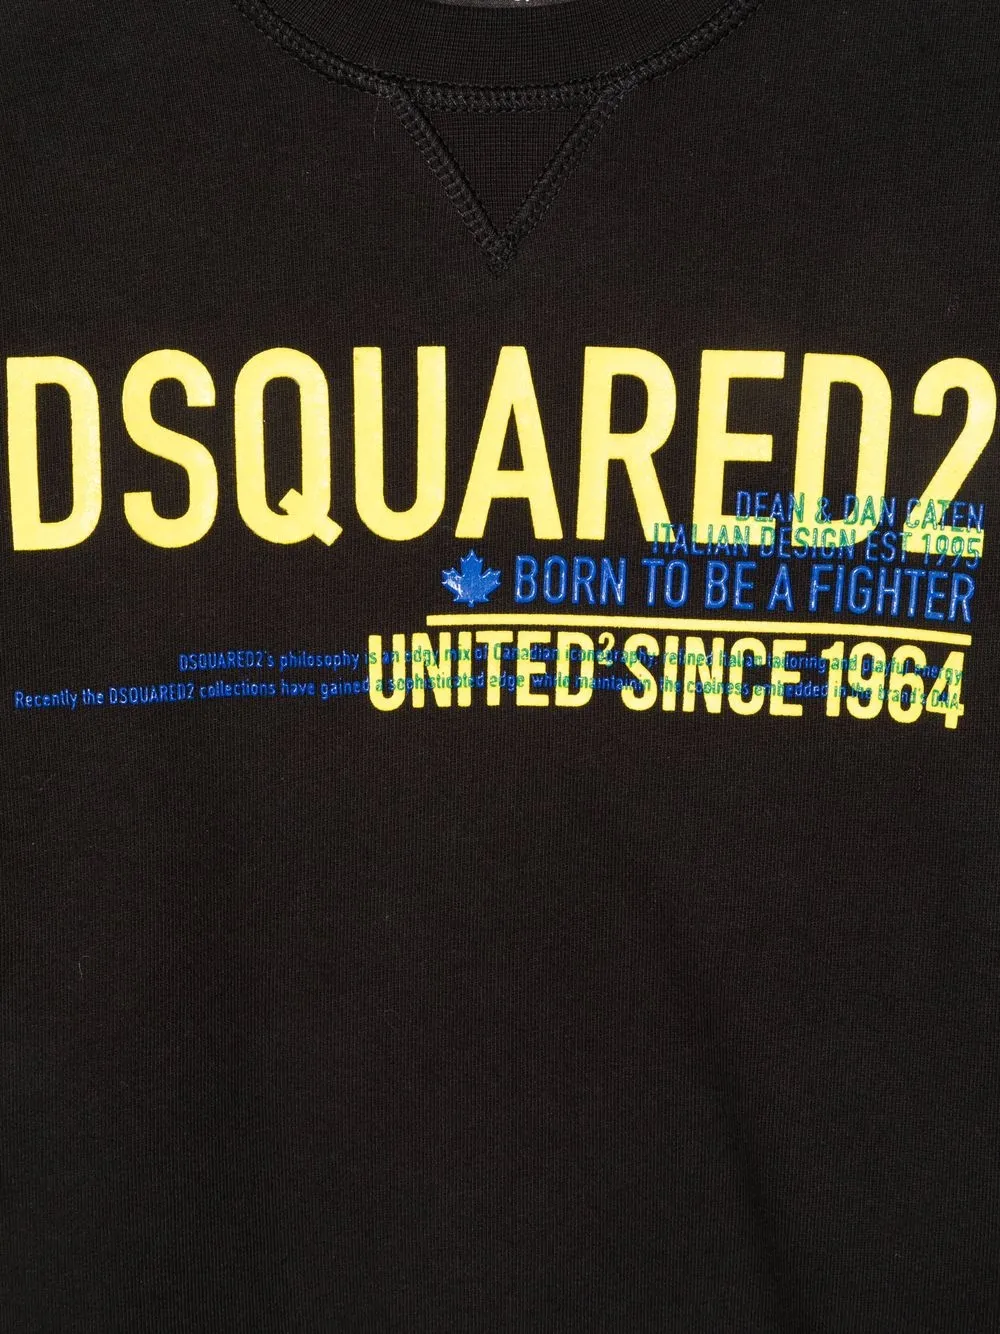 DSQUARED2
DEAN & DAN CATEN
ITALIAN DESIGN EST 1995
BORN TO BE A FIGHTER
UNITED² SINCE 1964
DSQUARED2's philosophy is an edgy mix of Canadian iconography refined Italian tailoring and playful energy
Recently the DSQUARED2 collections have gained a sophisticated edge while maintainin the coolness embedded in the brand's DNA.